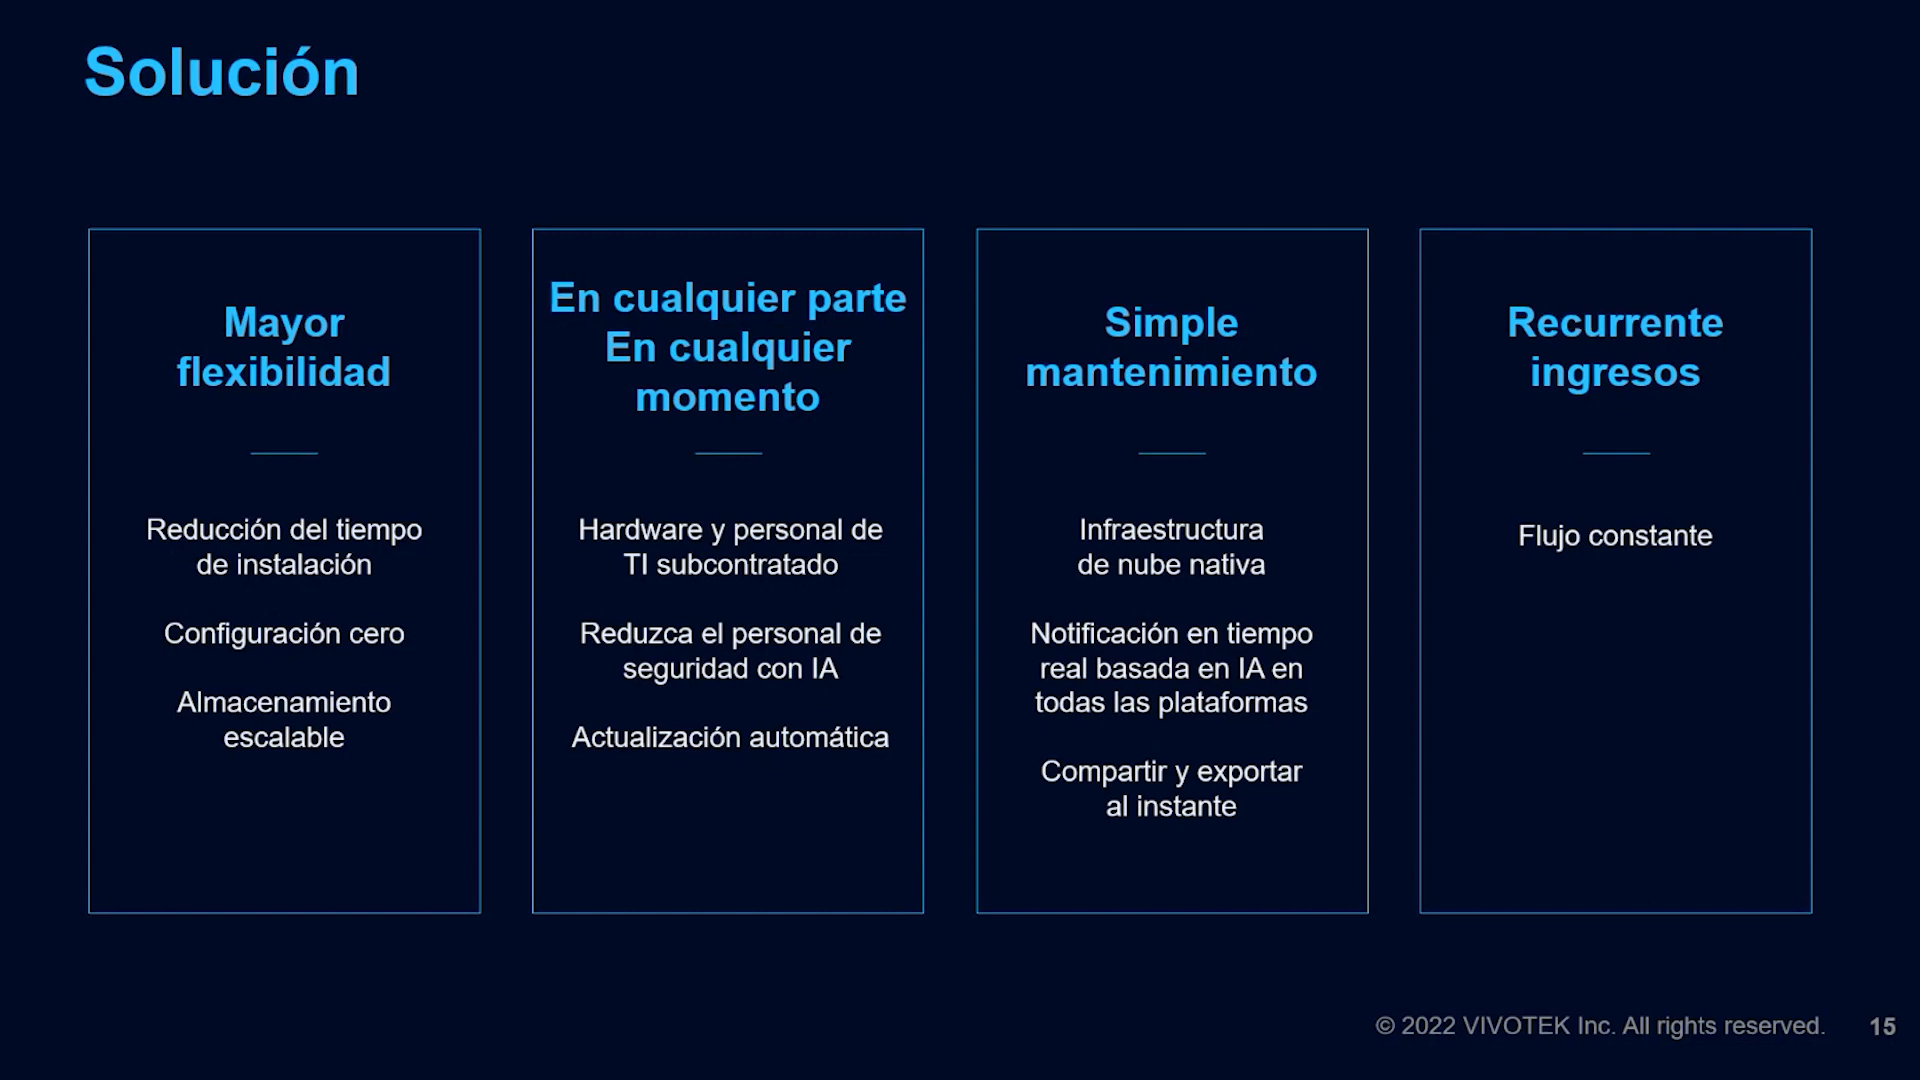 Solución
Mayor
flexibilidad
Reducción del tiempo
de instalación
Configuración cero
Almacenamiento
escalable
En cualquier parte
En cualquier
momento
Hardware y personal de
TI subcontratado
Reduzca el personal de
seguridad con IA
Actualización automática
Simple
mantenimiento
Infraestructura
de nube nativa
Notificación en tiempo
real basada en IA en
todas las plataformas
Compartir y exportar
al instante
Recurrente
ingresos
Flujo constante
© 2022 VIVOTEK Inc. All rights reserved. 15